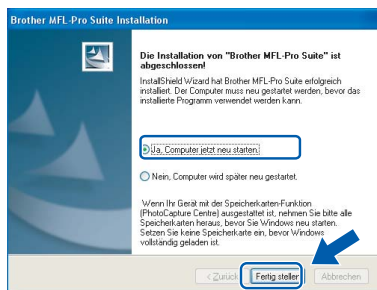 Brother MFL-Pro Suite Installation
Die Installation von "Brother MFL-Pro Suite" ist
abgeschlossen!
InstallShield Wizard hat Brother MFL-Pro Suite erfolgreich
installiert. Der Computer muss neu gestartet werden, bevor das
installierte Programm verwendet werden kann.
Ja, Computer jetzt neu starten.
Nein, Computer wird später neu gestartet.
Wenn Ihr Gerät mit der Speicherkarten-Funktion
(PhotoCapture Centre) ausgestattet ist, nehmen Sie bitte alle
Speicherkarten heraus, bevor Sie Windows neu starten.
Setzen Sie keine Speicherkarte ein, bevor Windows
vollständig geladen ist.
< Zurück Fertig stellen Abbrechen